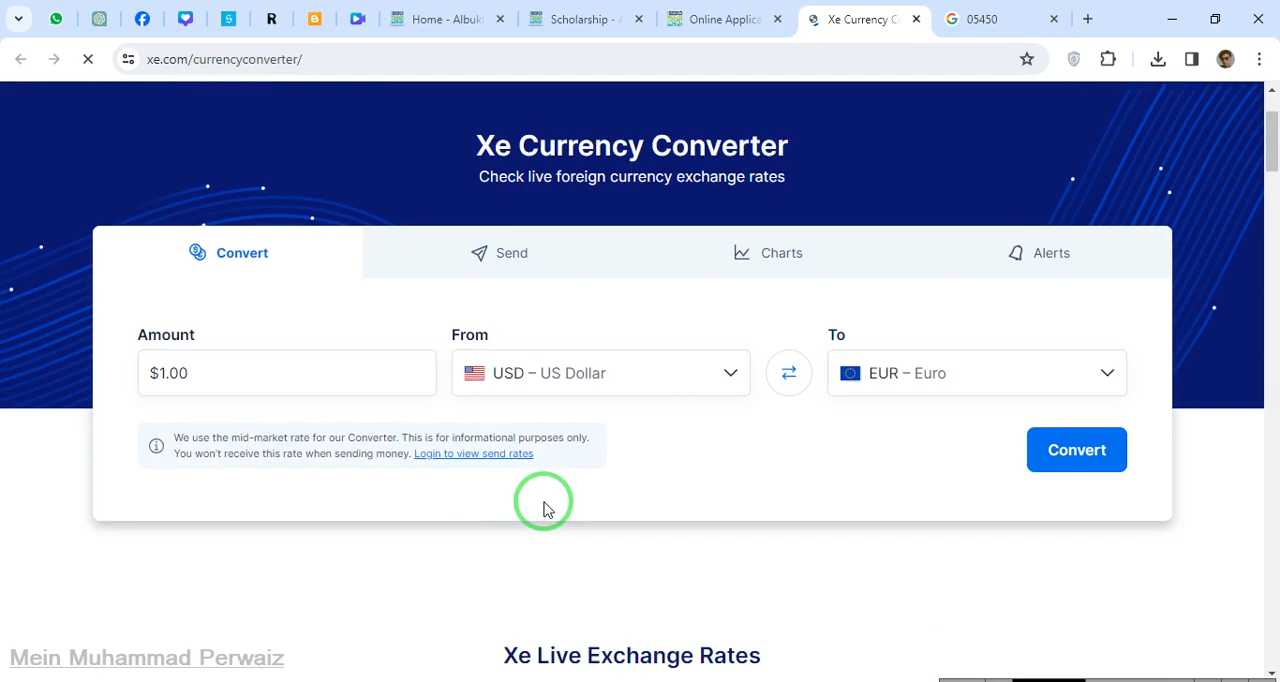 Home - Albuk
Scholarship - A
Online Applica
Xe Currency Co
05450
xe.com/currencyconverter/
Xe Currency Converter
Check live foreign currency exchange rates
Convert
Send
Charts
Alerts
Amount
From
To
$1.00
USD – US Dollar
EUR – Euro
We use the mid-market rate for our Converter. This is for informational purposes only.
You won't receive this rate when sending money. Login to view send rates
Convert
Mein Muhammad Perwaiz
Xe Live Exchange Rates